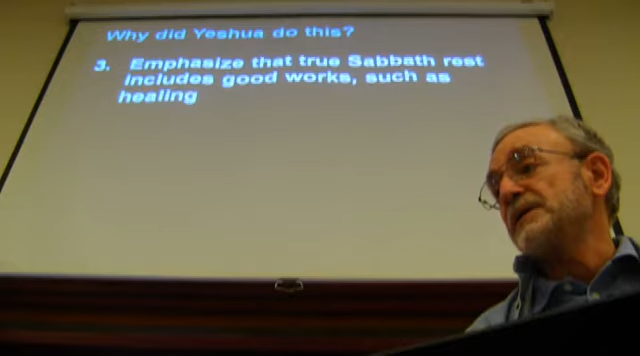 Why did Yeshua do this?
3. Emphasize that true Sabbath rest
includes good works, such as
healing